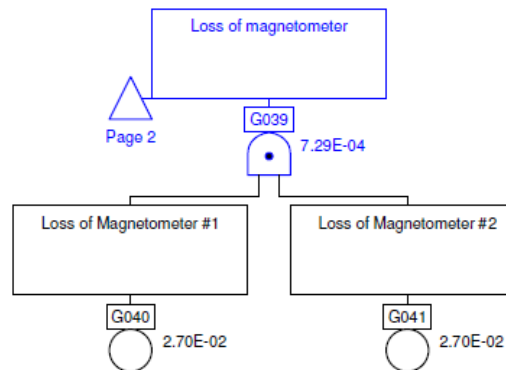 Loss of magnetometer
Page 2
G039
7.29E-04
Loss of Magnetometer #1
Loss of Magnetometer #2
G040
2.70E-02
G041
2.70E-02